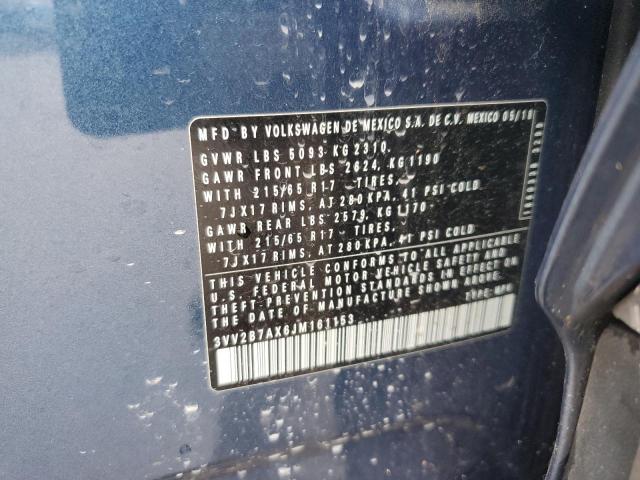 MFD BY VOLKSWAGEN DE MEXICO S.A. DE C.V. MEXICO 05/18
GVWR LBS 5093 KG 2310,
GAWR FRONT LBS 2624, KG 1190
WITH 215/65 R17 - TIRES,
7JX17 RIMS, AT 280 KPA, 41 PSI COLD
GAWR REAR LBS 2579, KG 1170
WITH 215/65 R17 - TIRES,
7JX17 RIMS, AT 280 KPA, 41 PSI COLD
THIS VEHICLE CONFORMS TO ALL APPLICABLE
U.S. FEDERAL MOTOR VEHICLE SAFETY AND
THEFT PREVENTION STANDARDS IN EFFECT ON
THE DATE OF MANUFACTURE SHOWN ABOVE.
3VV2B7AX6JM161153 TYPE: